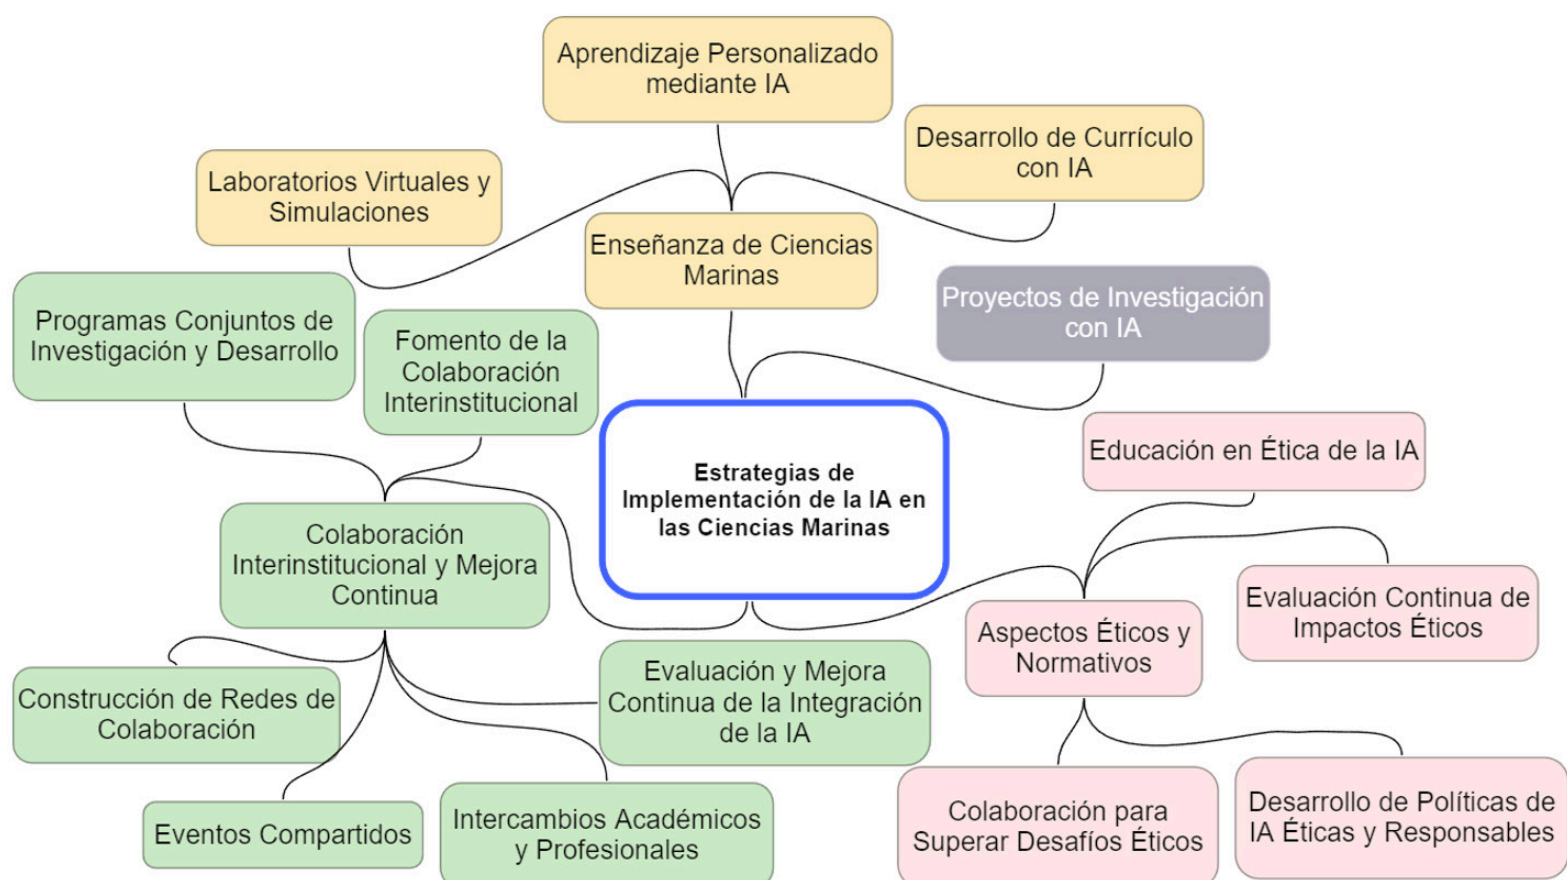 Aprendizaje Personalizado
mediante IA
Desarrollo de Currículo
con IA
Laboratorios Virtuales y
Simulaciones
Enseñanza de Ciencias
Marinas
Proyectos de Investigación
con IA
Programas Conjuntos de
Investigación y Desarrollo
Fomento de la
Colaboración
Interinstitucional
Estrategias de
Implementación de la IA en
las Ciencias Marinas
Educación en Ética de la IA
Colaboración
Interinstitucional y Mejora
Continua
Evaluación Continua de
Impactos Éticos
Aspectos Éticos y
Normativos
Construcción de Redes de
Colaboración
Evaluación y Mejora
Continua de la Integración
de la IA
Eventos Compartidos
Intercambios Académicos
y Profesionales
Colaboración para
Superar Desafíos Éticos
Desarrollo de Políticas de
IA Éticas y Responsables